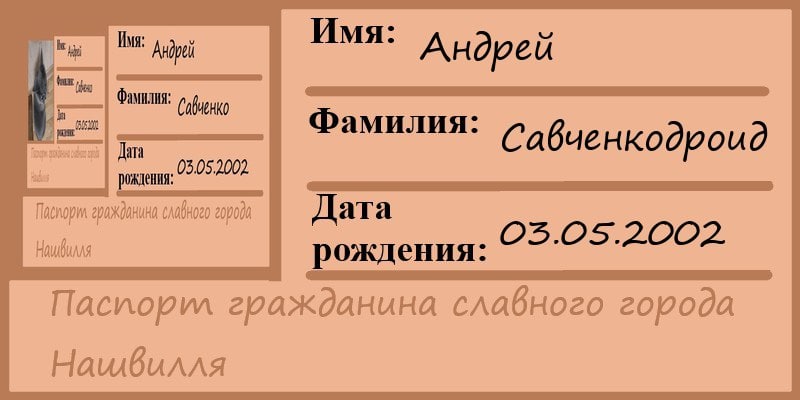 Имя: Андрей
Фамилия: Савченко
Дата
рождения: 03.05.2002
Паспорт гражданина славного города
Нашвилля
Имя: Андрей
Фамилия: Савченко
Дата
рождения: 03.05.2002
Паспорт гражданина славного города
Нашвилля
Имя: Андрей
Фамилия: Савченкодроид
Дата
рождения: 03.05.2002
Паспорт гражданина славного города
Нашвилля